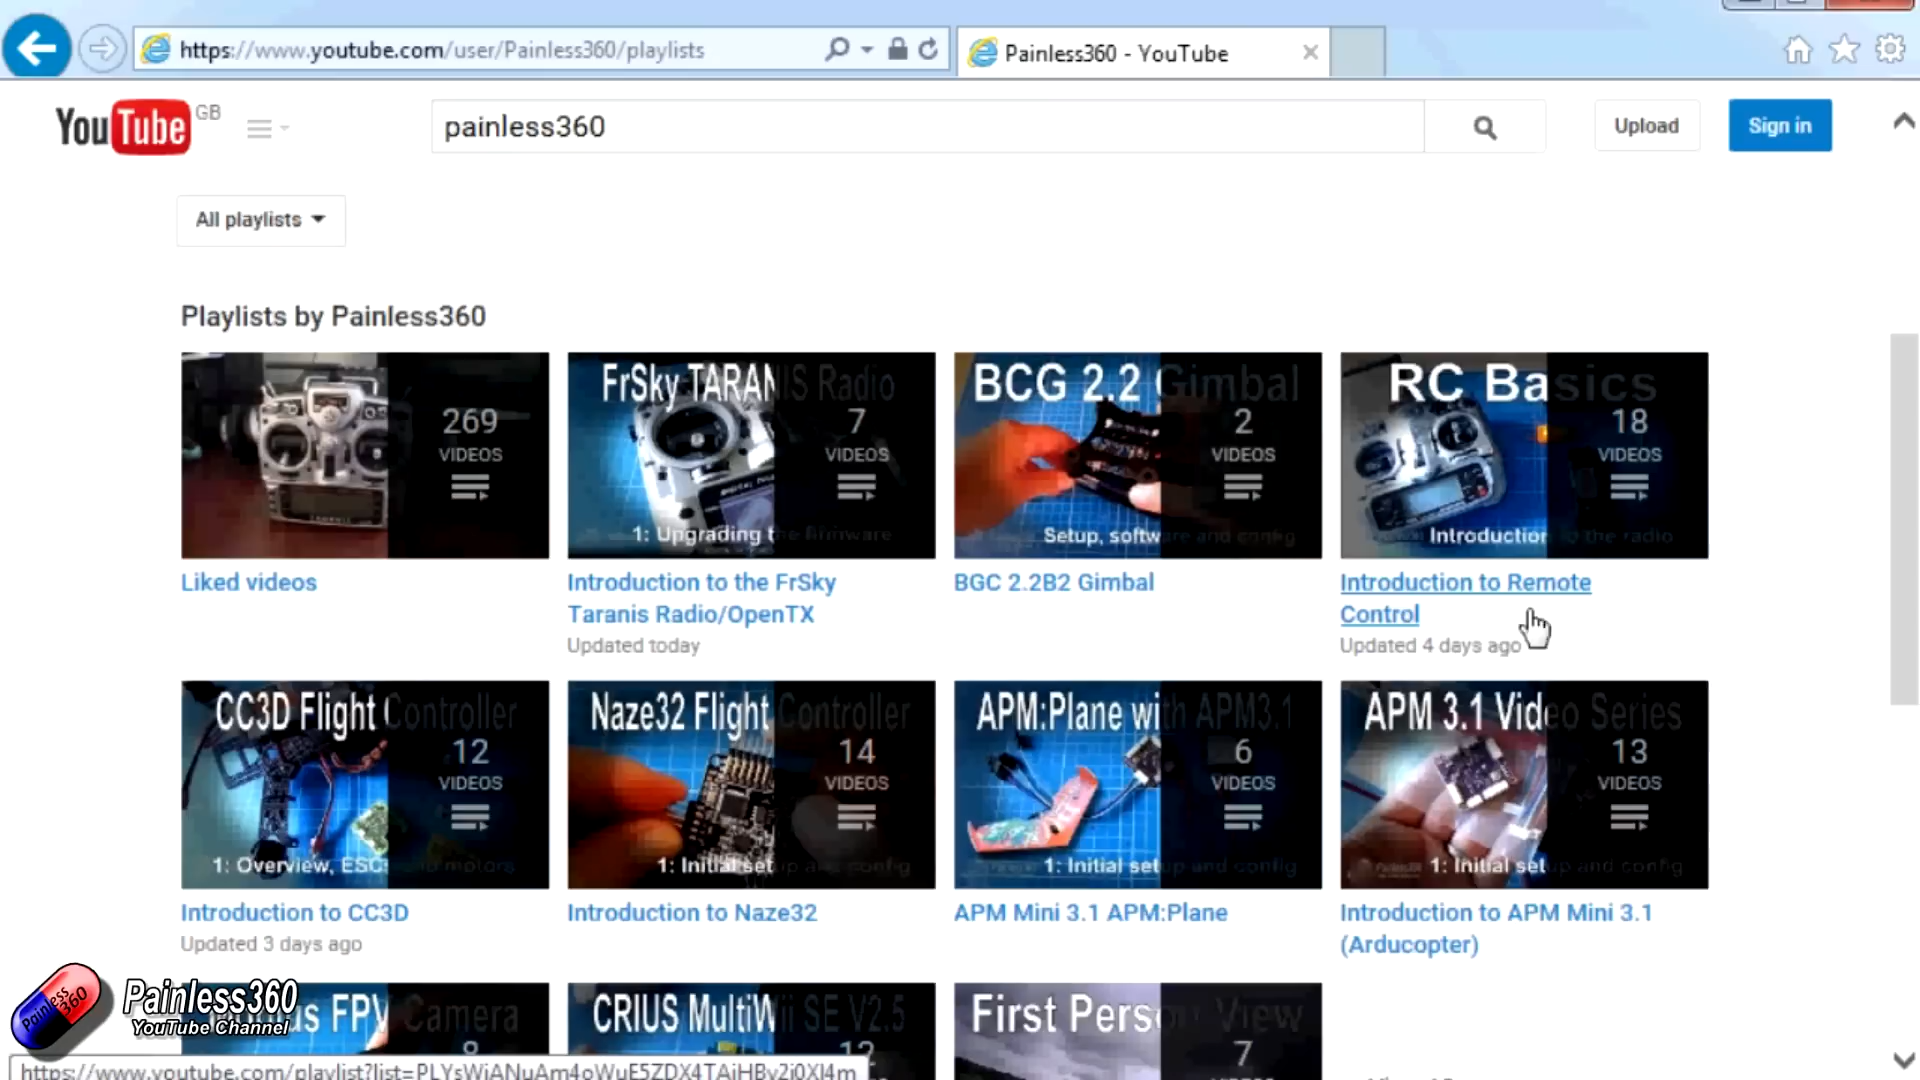 https://www.youtube.com/user/Painless360/playlists
Painless360 - YouTube
YouTube GB
painless360
Upload
Sign in
All playlists
Playlists by Painless360
269
VIDEOS
FrSky TARANIS Radio
7
VIDEOS
1: Upgrading the firmware
BCG 2.2 Gimbal
2
VIDEOS
Setup, software and config
RC Basics
18
VIDEOS
Introduction to the radio
Liked videos
Introduction to the FrSky
Taranis Radio/OpenTX
Updated today
BGC 2.2B2 Gimbal
Introduction to Remote
Control
Updated 4 days ago
CC3D Flight Controller
12
VIDEOS
1: Overview, ESCs and motors
Naze32 Flight Controller
14
VIDEOS
1: Initial setup and config
APM:Plane with APM3.1
6
VIDEOS
1: Initial setup and config
APM 3.1 Video Series
13
VIDEOS
1: Initial setup and config
Introduction to CC3D
Updated 3 days ago
Introduction to Naze32
APM Mini 3.1 APM:Plane
Introduction to APM Mini 3.1
(Arducopter)
Painless360
Painless360
YouTube Channel
FPV Camera
8
CRIUS MultiWii SE V2.5
12
First Person View
7